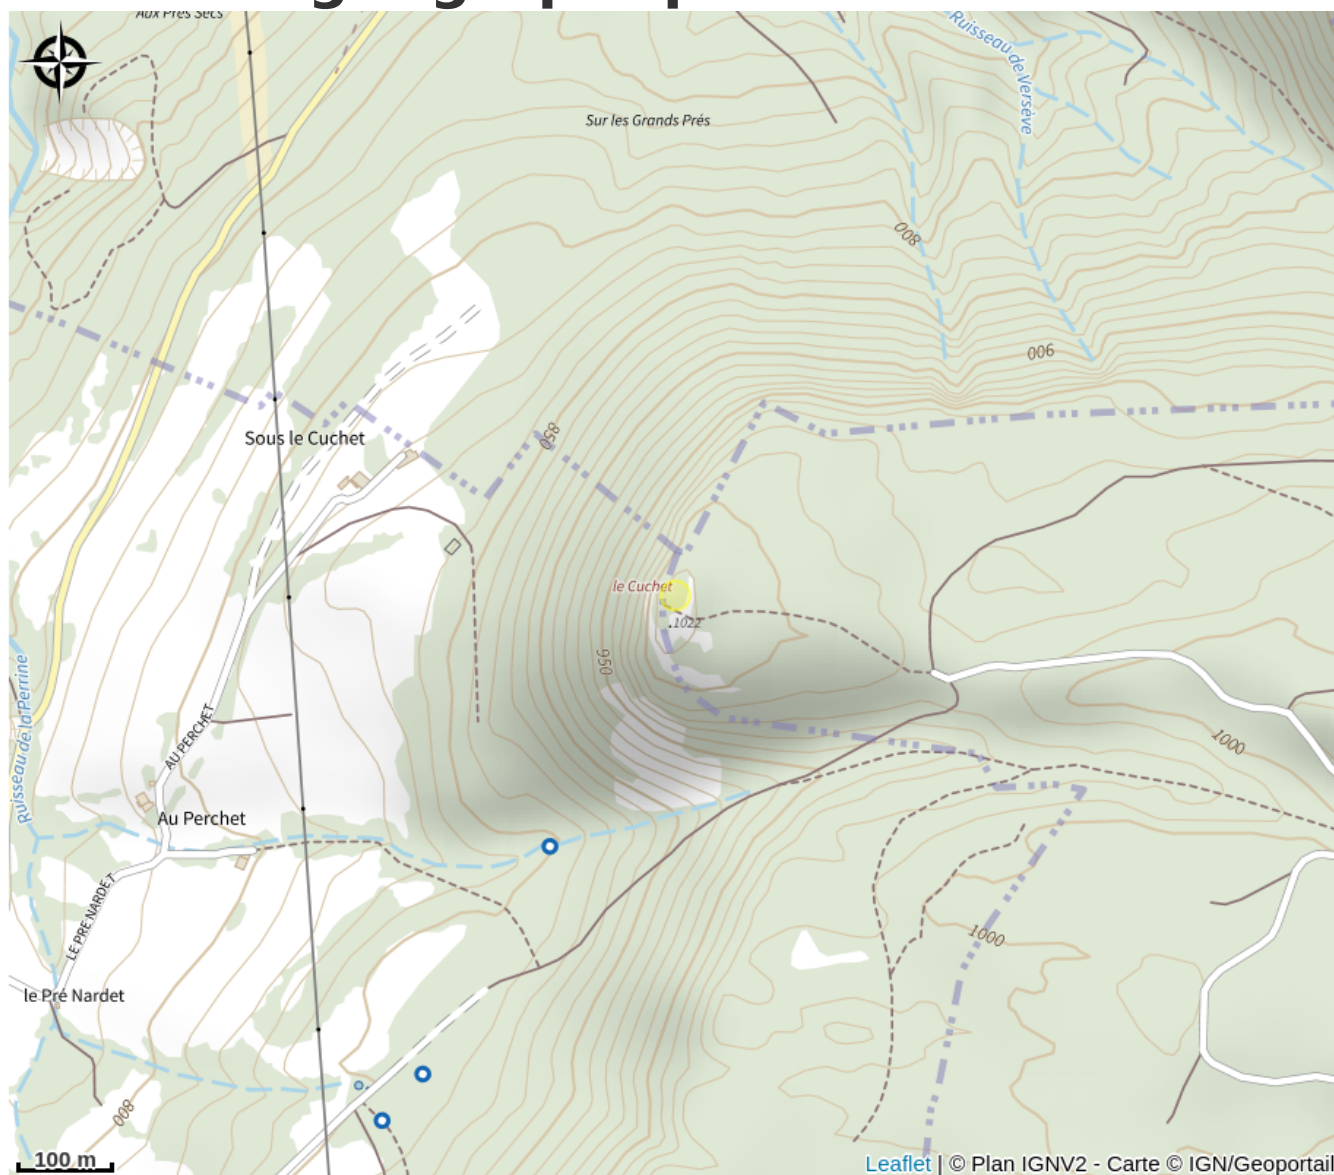 Aux Prés Secs
Ruisseau de Versève
Sur les Grands Prés
800
900
850
Sous le Cuchet
le Cuchet
.1022
950
Ruisseau de la Perrine
AU PERCHET
1000
Au Perchet
LE PRE NARDET
1000
le Pré Nardet
800
100 m
Leaflet | © Plan IGNV2 - Carte © IGN/Geoportail